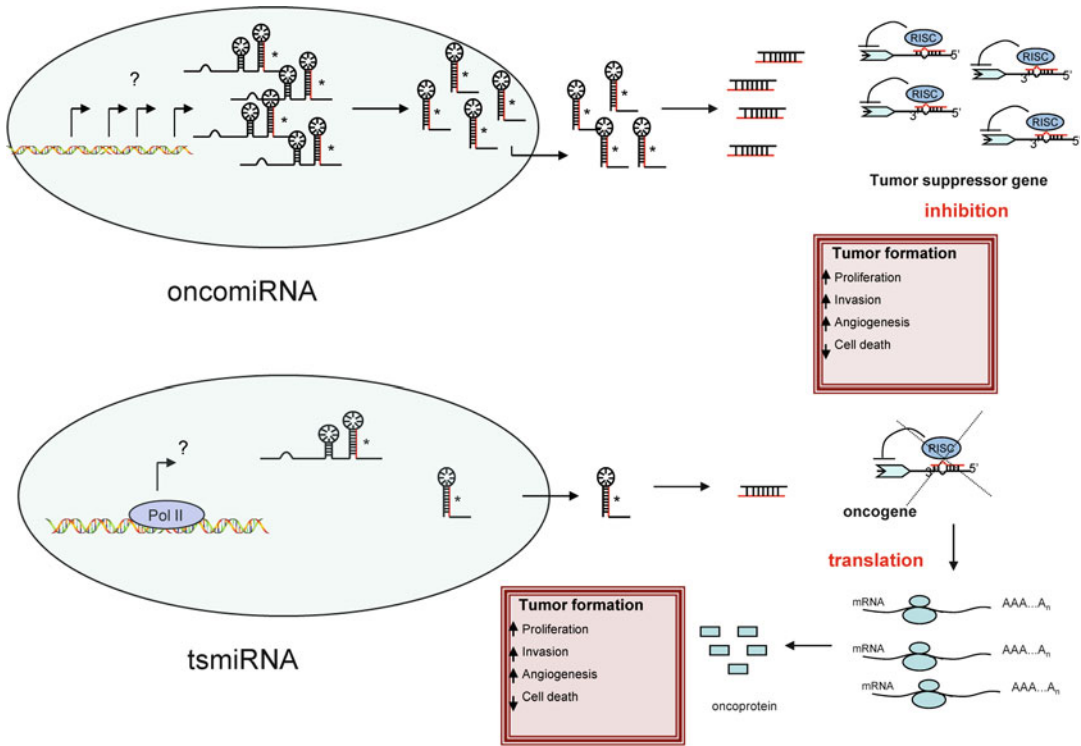 ?
*
*
*
*
*
*
*
*
*
*
*
*
RISC
5'
3'
RISC
5'
3'
RISC
5'
3'
RISC
5'
3'
Tumor suppressor gene
inhibition
oncomiRNA
Tumor formation
Proliferation
Invasion
Angiogenesis
Cell death
?
Pol II
*
*
*
RISC
3'
5'
oncogene
translation
tsmiRNA
Tumor formation
Proliferation
Invasion
Angiogenesis
Cell death
oncoprotein
mRNA AAA...An
mRNA AAA...An
mRNA AAA...An